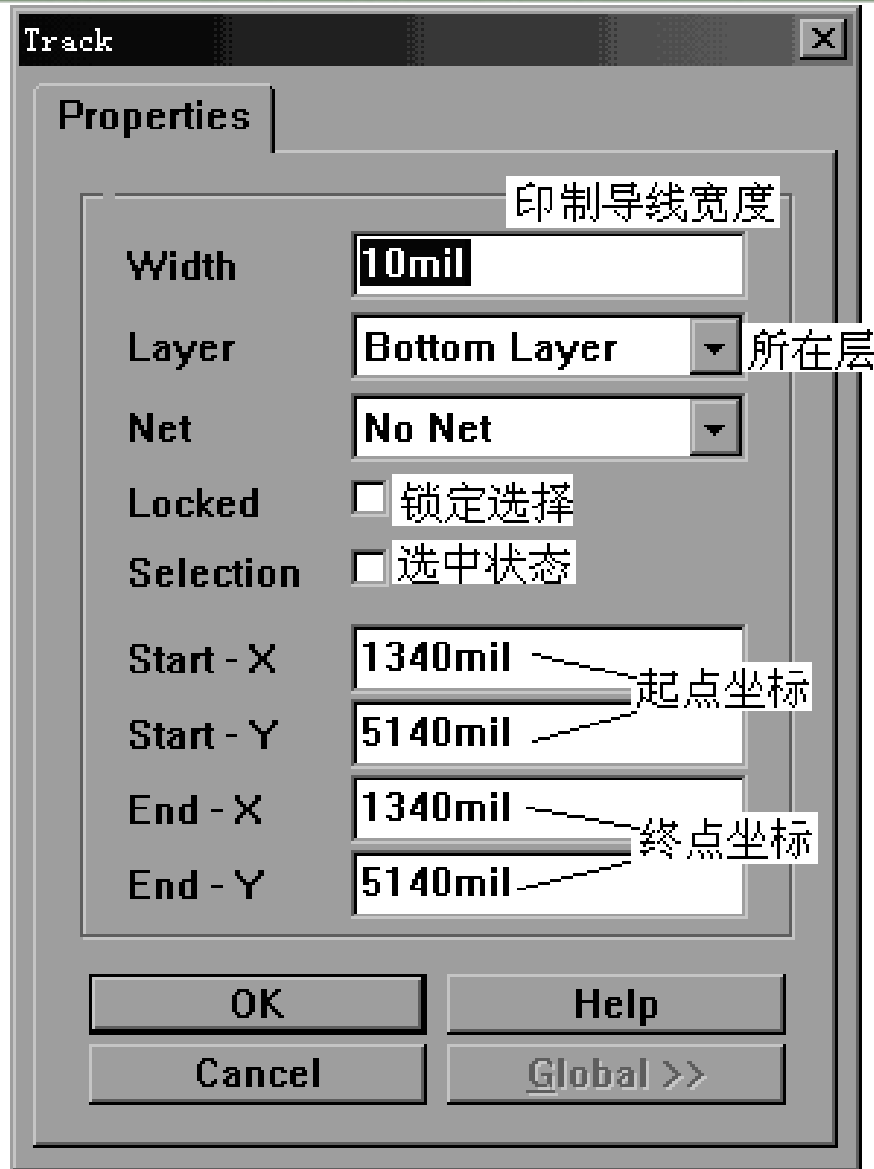 Track
Properties
印制导线宽度
Width 10mil
Layer Bottom Layer 所在层
Net No Net
Locked 锁定选择
Selection 选中状态
Start - X 1340mil
起点坐标
Start - Y 5140mil
End - X 1340mil
终点坐标
End - Y 5140mil
OK Help
Cancel Global >>